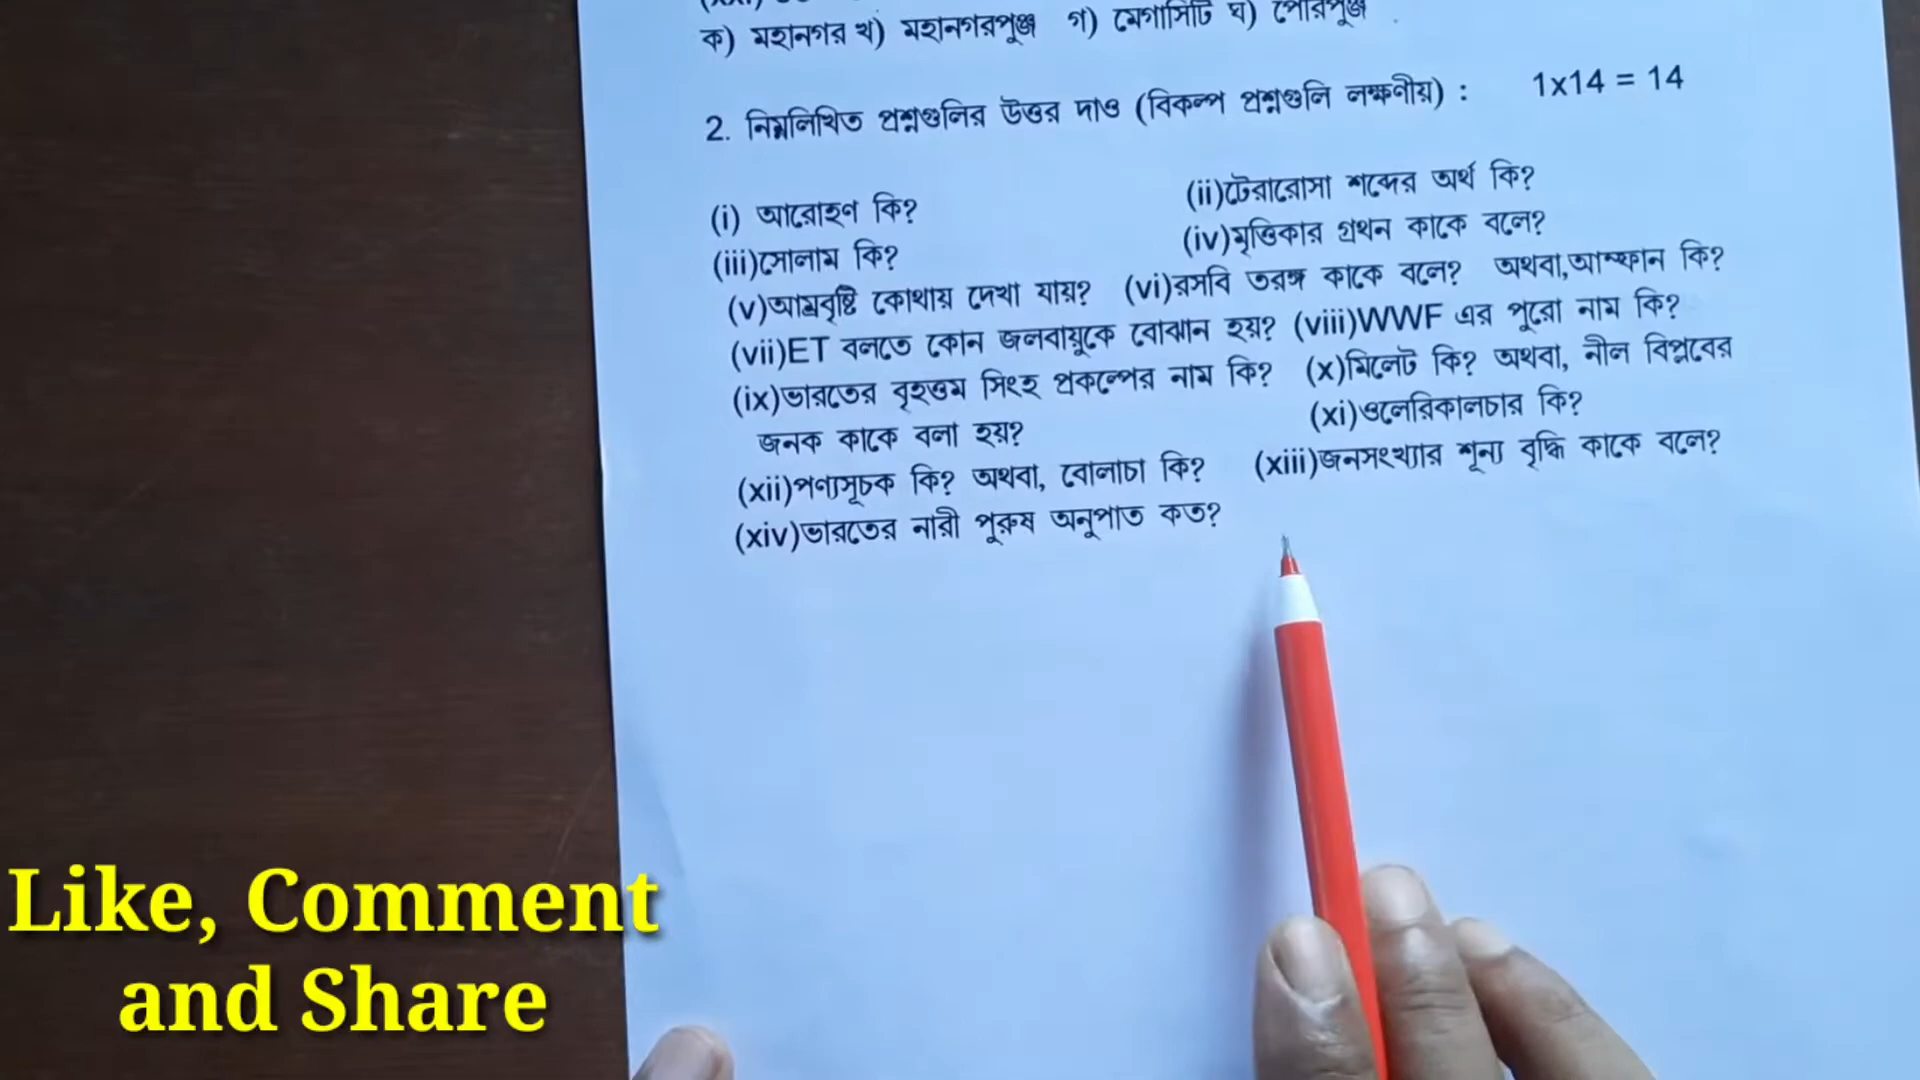 ক) মহানগর খ) মহানগরপুঞ্জ গ) মেগাসিটি ঘ) পৌরপুঞ্জ
2. নিম্নলিখিত প্রশ্নগুলির উত্তর দাও (বিকল্প প্রশ্নগুলি লক্ষণীয়) : 1x14 = 14
(i) আরোহণ কি? (ii)টেরারোসা শব্দের অর্থ কি?
(iii)সোলাম কি? (iv)মৃত্তিকার গ্রথন কাকে বলে?
(v)আম্রবৃষ্টি কোথায় দেখা যায়? (vi)রসবি তরঙ্গ কাকে বলে? অথবা,আম্ফান কি?
(vii)ET বলতে কোন জলবায়ুকে বোঝান হয়? (viii)WWF এর পুরো নাম কি?
(ix)ভারতের বৃহত্তম সিংহ প্রকল্পের নাম কি? (x)মিলেট কি? অথবা, নীল বিপ্লবের
জনক কাকে বলা হয়? (xi)ওলেরিকালচার কি?
(xii)পণ্যসূচক কি? অথবা, বোলাচা কি? (xiii)জনসংখ্যার শূন্য বৃদ্ধি কাকে বলে?
(xiv)ভারতের নারী পুরুষ অনুপাত কত?
Like, Comment
and Share